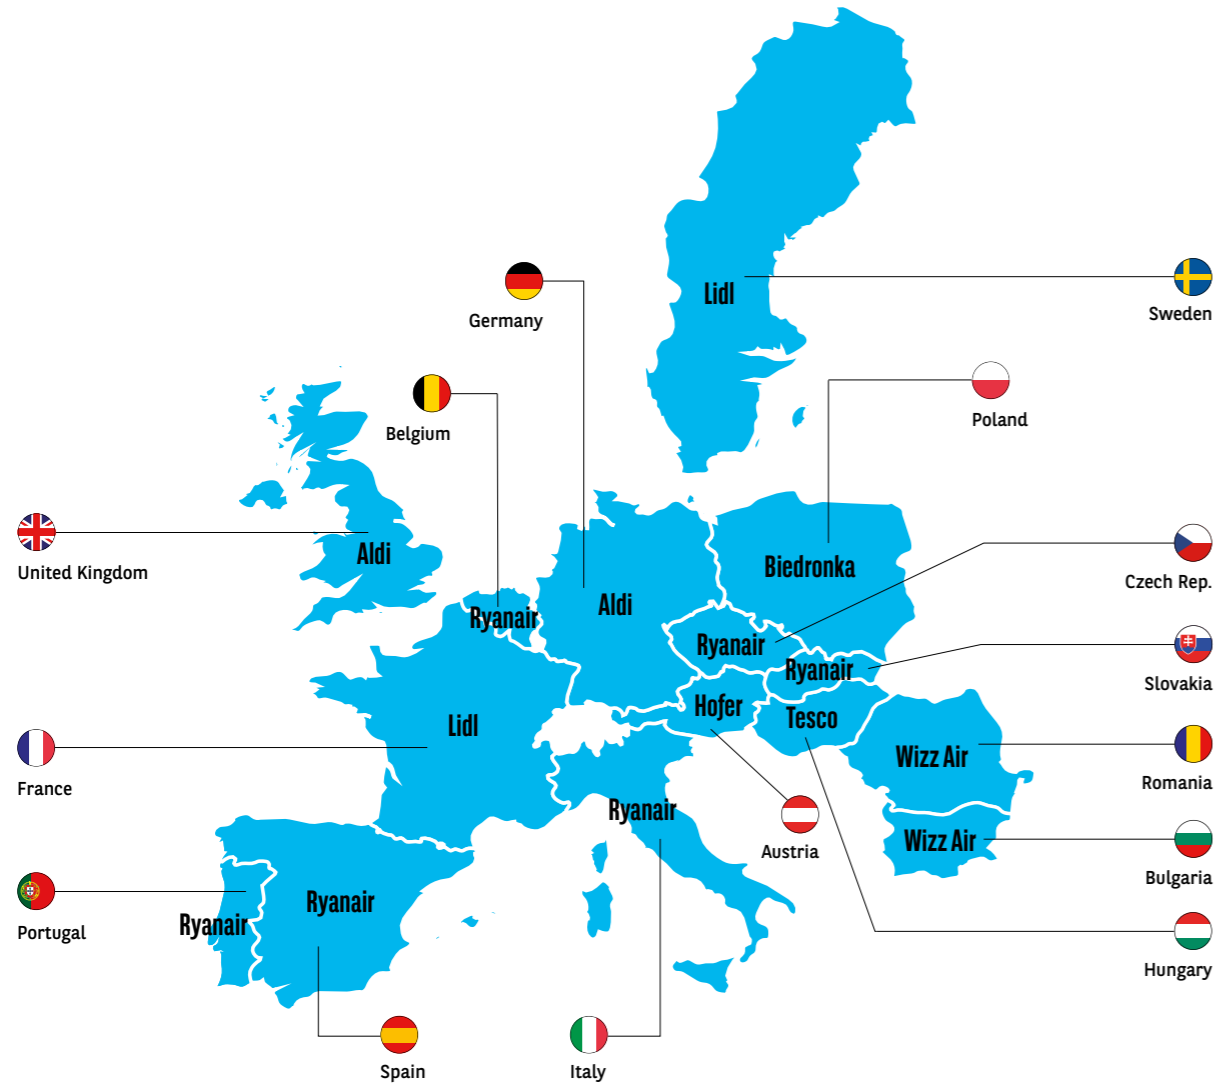 Lidl
Sweden
Germany
Belgium
Poland
United Kingdom
Aldi
Biedronka
Czech Rep.
Ryanair
Aldi
Ryanair
Ryanair
Slovakia
Hofer
Tesco
Lidl
Wizz Air
Romania
France
Ryanair
Austria
Wizz Air
Bulgaria
Portugal
Ryanair
Ryanair
Hungary
Spain
Italy